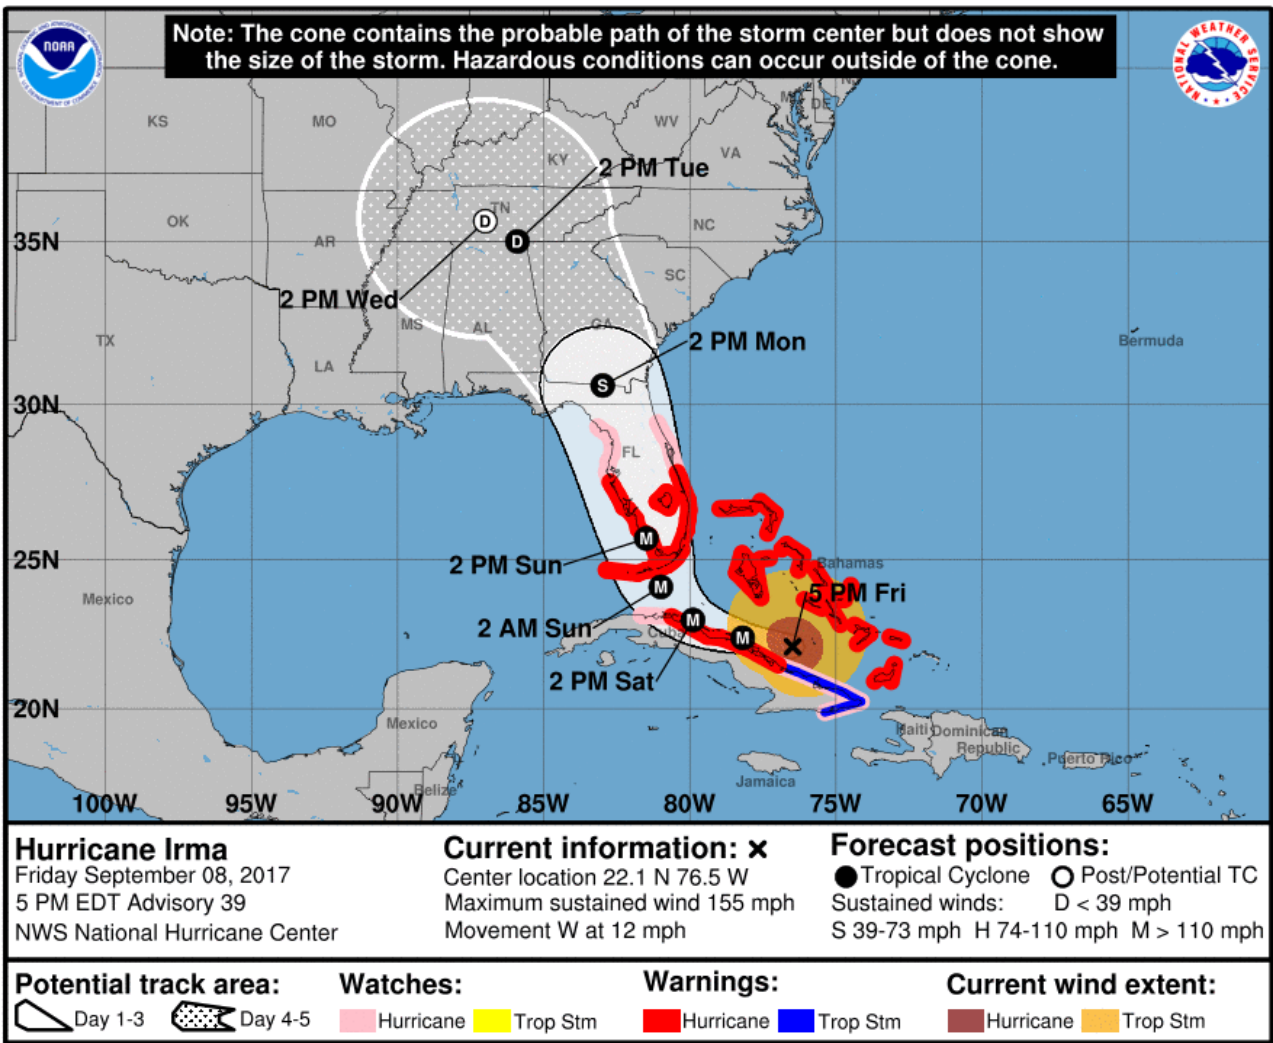 Note: The cone contains the probable path of the storm center but does not show
the size of the storm. Hazardous conditions can occur outside of the cone.
NOAA
NATIONAL WEATHER SERVICE
KS
MO
WV
DE
VA
KY
2 PM Tue
OK
TN
NC
35N
AR
SC
2 PM Wed
MS
AL
GA
TX
2 PM Mon
Bermuda
LA
30N
FL
25N
2 PM Sun
Bahamas
Mexico
5 PM Fri
2 AM Sun
Cuba
2 PM Sat
20N
Mexico
Haiti
Dominican
Republic
Puerto Rico
Jamaica
Belize
D
D
S
M
M
M
M
100W 95W 90W 85W 80W 75W 70W 65W
Hurricane Irma
Friday September 08, 2017
5 PM EDT Advisory 39
NWS National Hurricane Center
Current information: x
Center location 22.1 N 76.5 W
Maximum sustained wind 155 mph
Movement W at 12 mph
Forecast positions:
Tropical Cyclone Post/Potential TC
Sustained winds: D < 39 mph
S 39-73 mph H 74-110 mph M > 110 mph
Potential track area:
Day 1-3 Day 4-5
Watches:
Hurricane Trop Stm
Warnings:
Hurricane Trop Stm
Current wind extent:
Hurricane Trop Stm